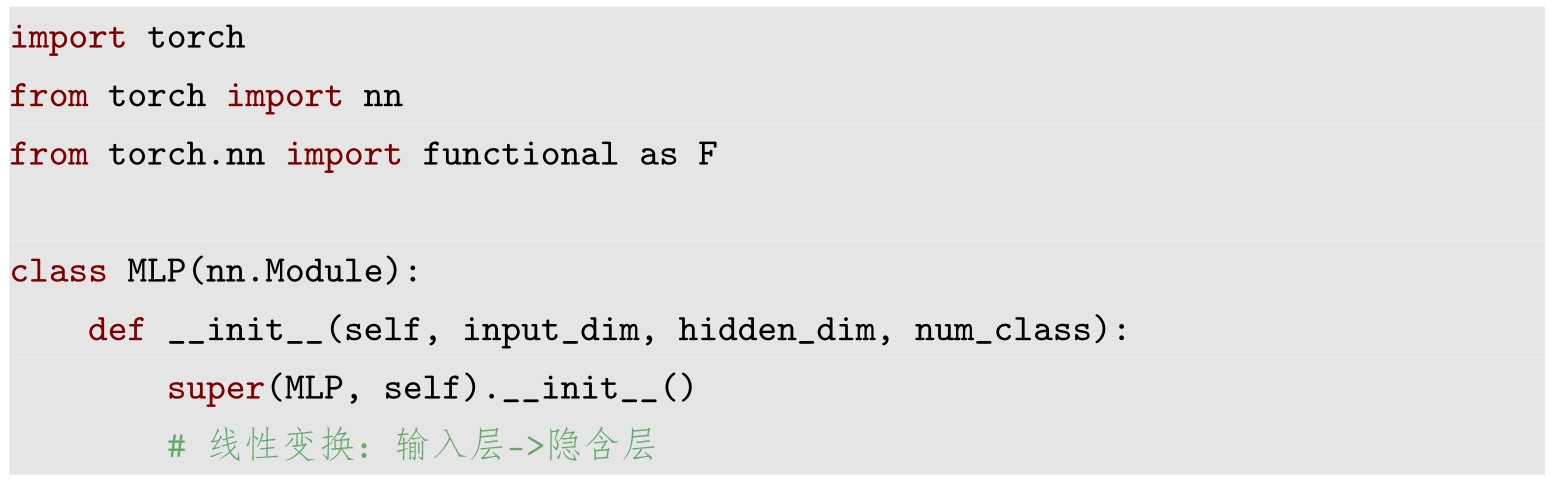 import torch
from torch import nn
from torch.nn import functional as F
class MLP(nn.Module):
    def __init__(self, input_dim, hidden_dim, num_class):
        super(MLP, self).__init__()
        # 线性变换：输入层->隐含层